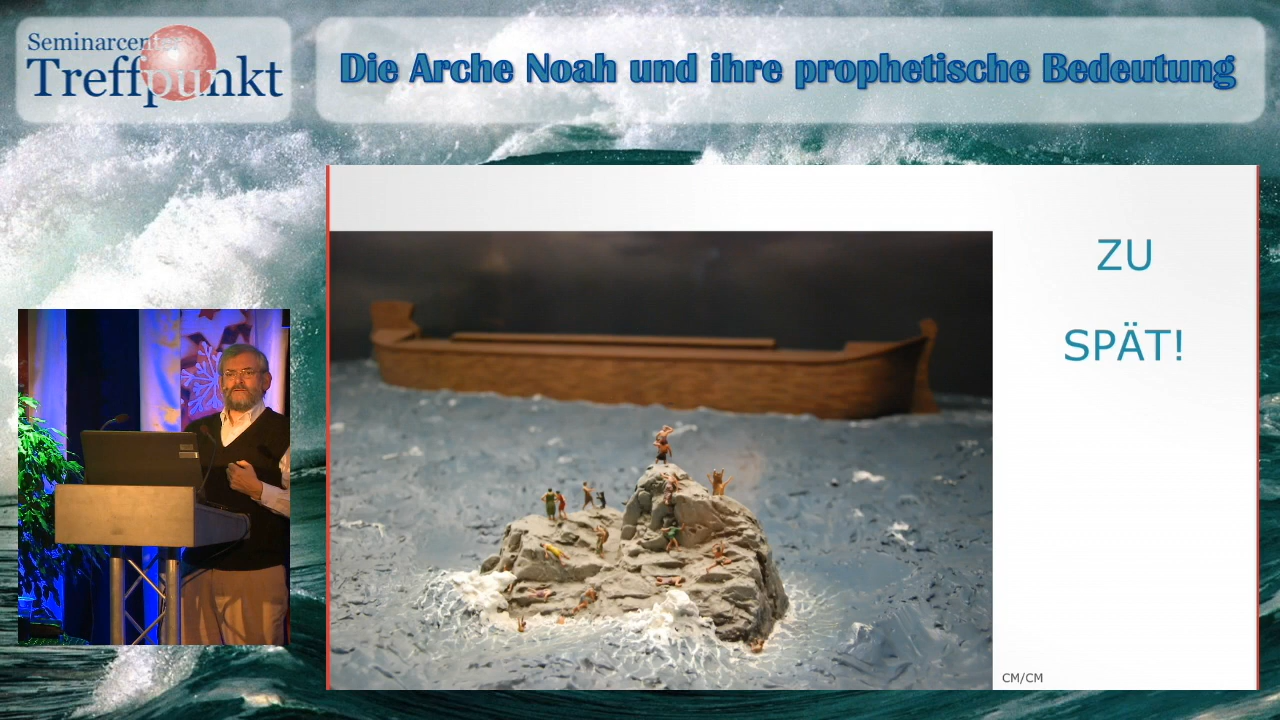 Seminarcenter
Treffpunkt
Die Arche Noah und ihre prophetische Bedeutung
ZU
SPÄT!
CM/CM